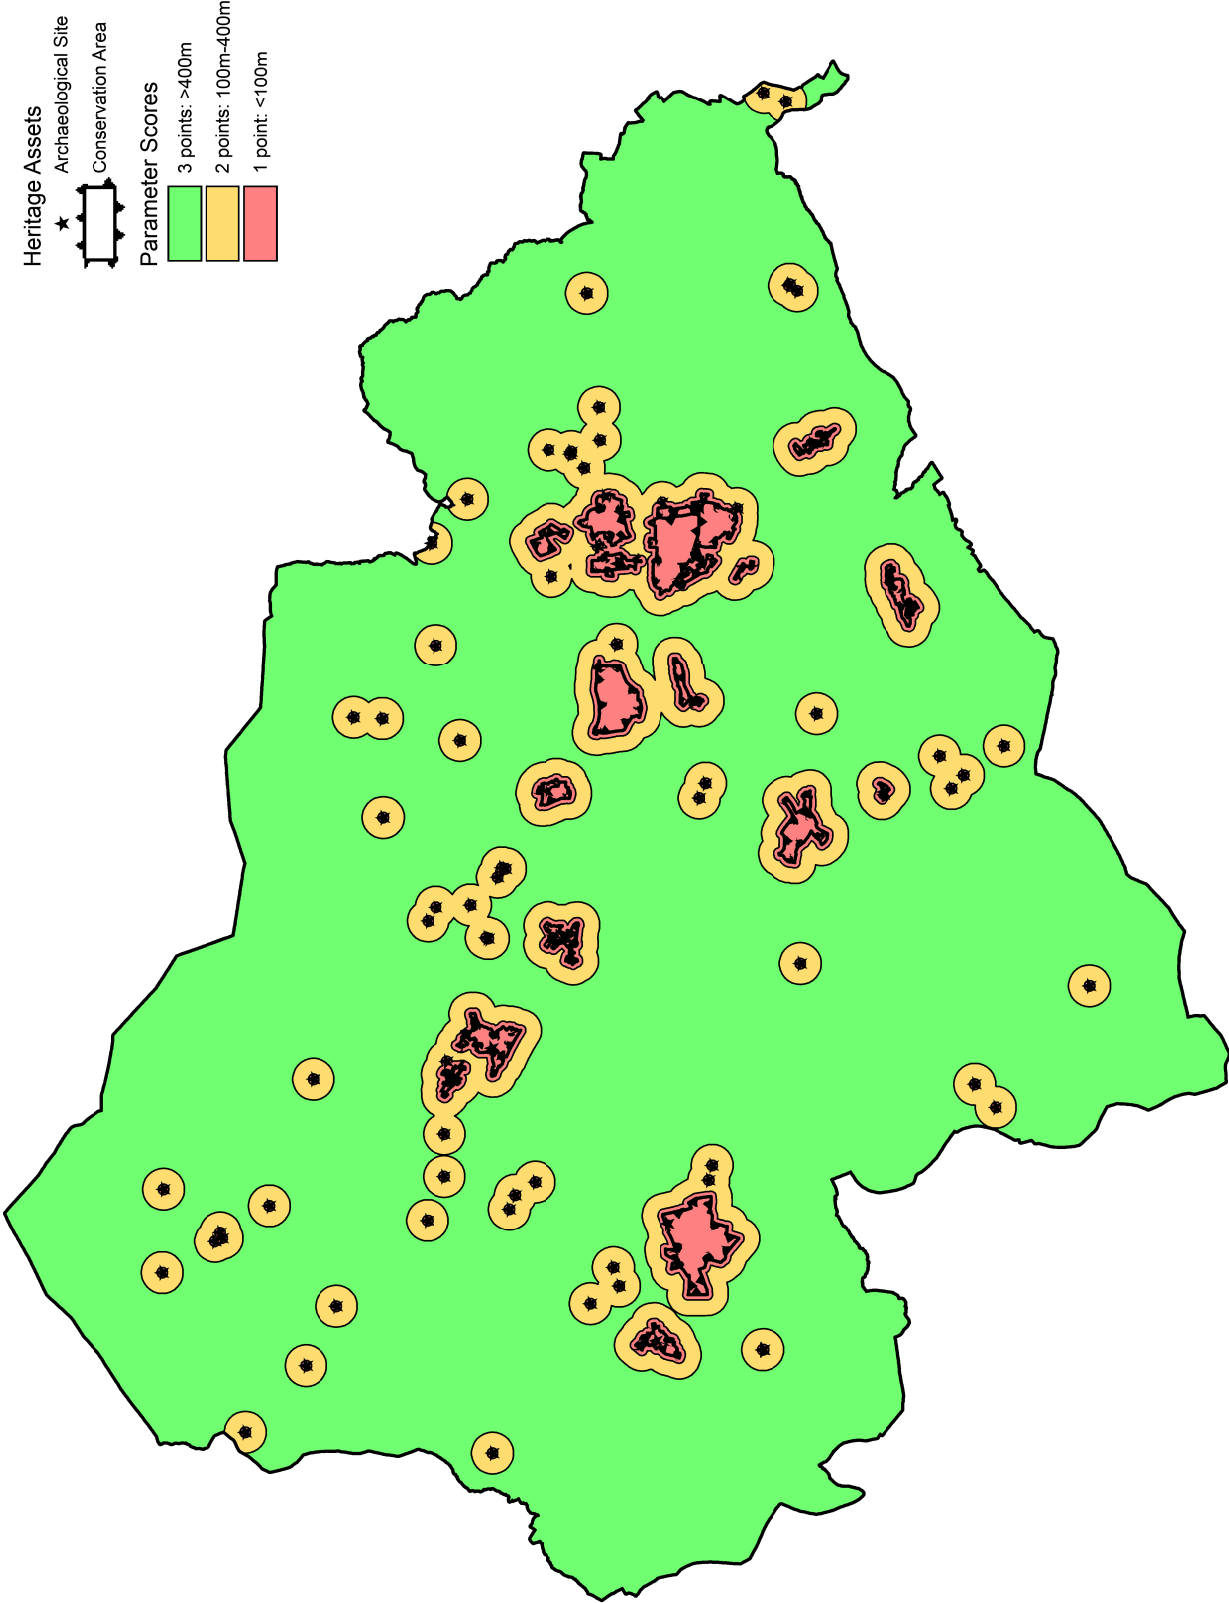 Heritage Assets
Archaeological Site
Conservation Area
Parameter Scores
3 points: >400m
2 points: 100m-400m
1 point: <100m